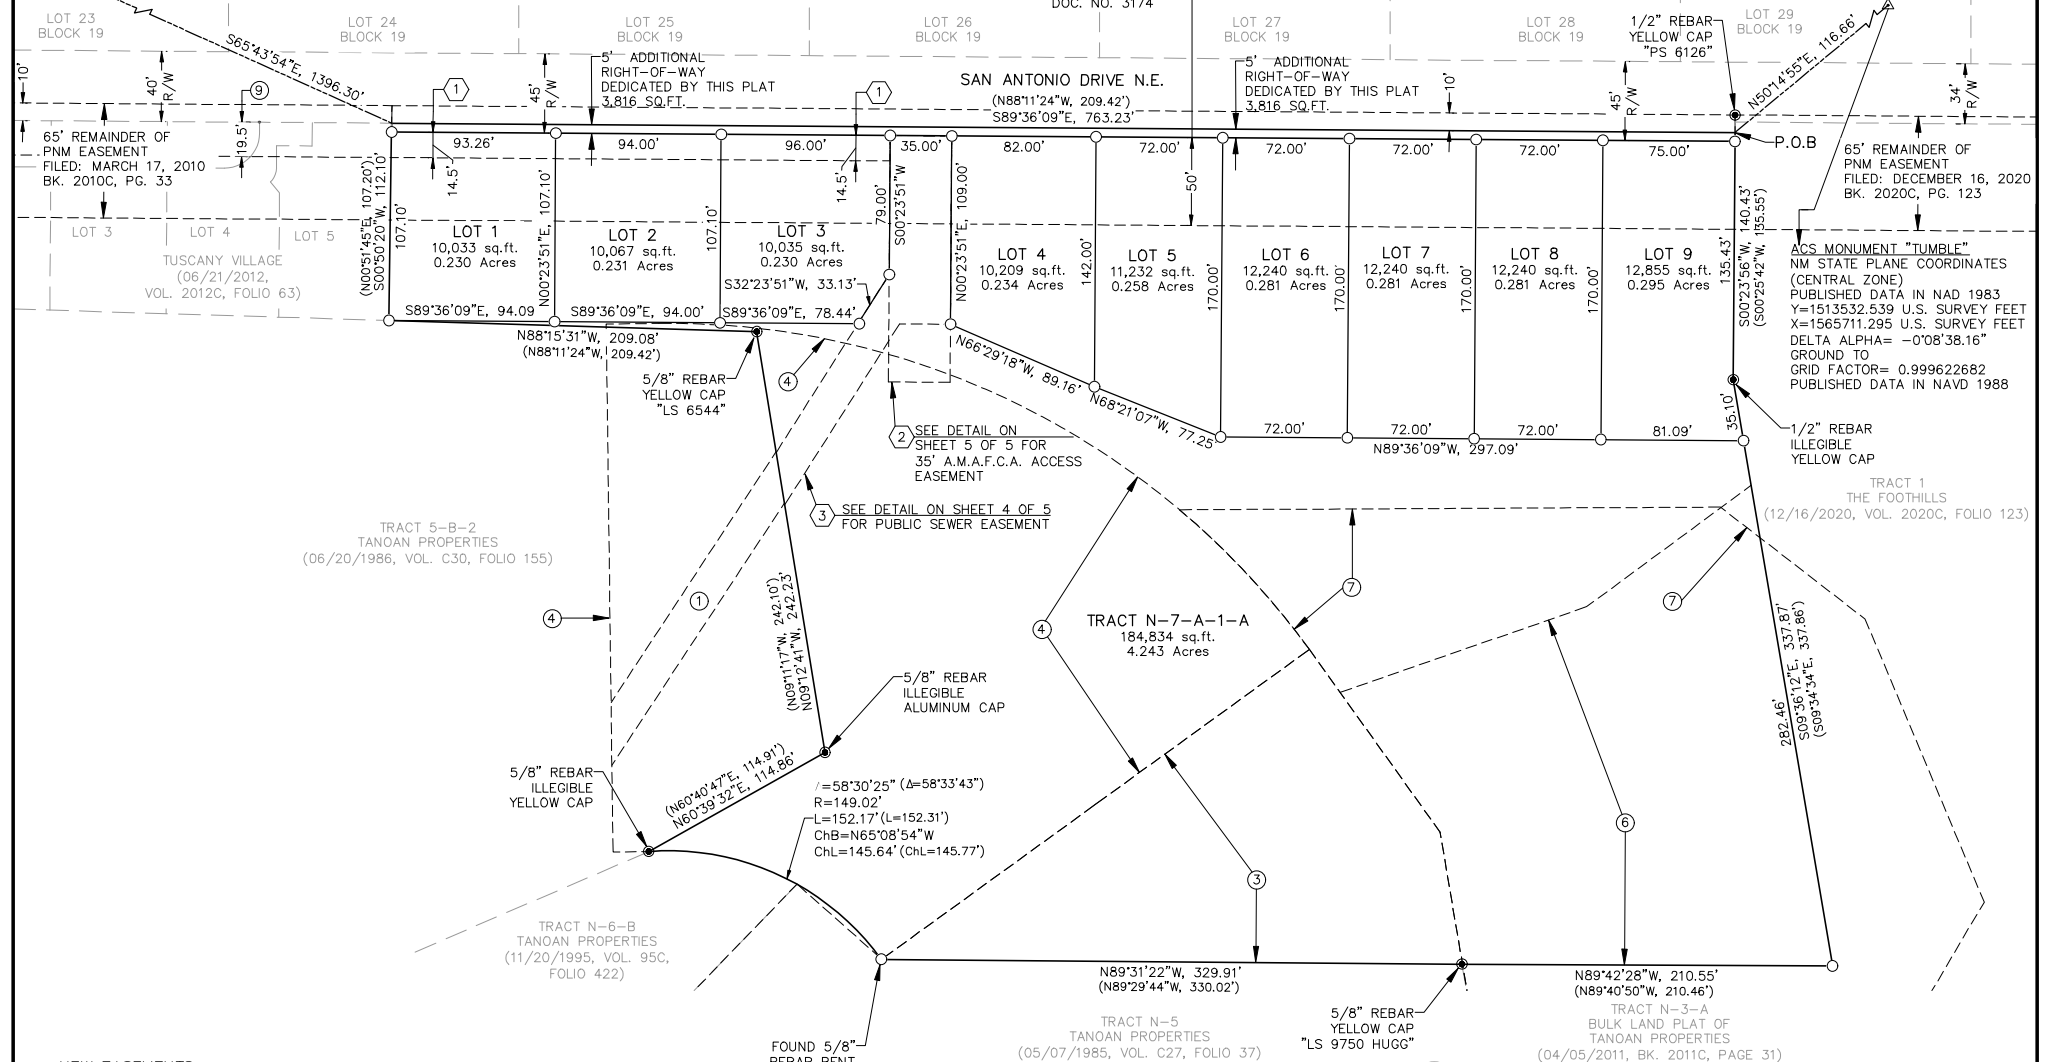 DOC. NO. 3174
LOT 23
BLOCK 19
LOT 24
BLOCK 19
LOT 25
BLOCK 19
LOT 26
BLOCK 19
LOT 27
BLOCK 19
LOT 28
BLOCK 19
LOT 29
BLOCK 19
1/2" REBAR
YELLOW CAP
"PS 6126"
N50°14'55"E, 116.66'
S65°43'54"E, 1396.30'
10'
40'
R/W
9
19.5'
1
45'
R/W
5' ADDITIONAL
RIGHT-OF-WAY
DEDICATED BY THIS PLAT
3,816 SQ.FT.
1
SAN ANTONIO DRIVE N.E.
(N88°11'24"W, 209.42')
S89°36'09"E, 763.23'
5' ADDITIONAL
RIGHT-OF-WAY
DEDICATED BY THIS PLAT
3,816 SQ.FT.
10'
45'
R/W
34'
R/W
P.O.B
65' REMAINDER OF
PNM EASEMENT
FILED: MARCH 17, 2010
BK. 2010C, PG. 33
65' REMAINDER OF
PNM EASEMENT
FILED: DECEMBER 16, 2020
BK. 2020C, PG. 123
93.26'
94.00'
96.00'
35.00'
82.00'
72.00'
72.00'
72.00'
72.00'
75.00'
14.5'
14.5'
50'
(N00°51'45"E, 107.20')
S00°50'20"W, 112.10'
107.10'
N00°23'51"E, 107.10'
107.10'
79.00'
S00°23'51"W
N00°23'51"E, 109.00'
142.00'
170.00'
170.00'
170.00'
170.00'
135.43'
S00°23'56"W, 140.43'
(S00°25'42"W, 135.55')
LOT 3
LOT 4
LOT 5
TUSCANY VILLAGE
(06/21/2012,
VOL. 2012C, FOLIO 63)
LOT 1
10,033 sq.ft.
0.230 Acres
LOT 2
10,067 sq.ft.
0.231 Acres
LOT 3
10,035 sq.ft.
0.230 Acres
LOT 4
10,209 sq.ft.
0.234 Acres
LOT 5
11,232 sq.ft.
0.258 Acres
LOT 6
12,240 sq.ft.
0.281 Acres
LOT 7
12,240 sq.ft.
0.281 Acres
LOT 8
12,240 sq.ft.
0.281 Acres
LOT 9
12,855 sq.ft.
0.295 Acres
ACS MONUMENT "TUMBLE"
NM STATE PLANE COORDINATES
(CENTRAL ZONE)
PUBLISHED DATA IN NAD 1983
Y=1513532.539 U.S. SURVEY FEET
X=1565711.295 U.S. SURVEY FEET
DELTA ALPHA= -0°08'38.16"
GROUND TO
GRID FACTOR= 0.999622682
PUBLISHED DATA IN NAVD 1988
S32°23'51"W, 33.13'
S89°36'09"E, 94.09
S89°36'09"E, 94.00'
S89°36'09"E, 78.44'
N88°15'31"W, 209.08'
(N88°11'24"W, 209.42')
5/8" REBAR
YELLOW CAP
"LS 6544"
4
N66°29'18"W, 89.16'
N68°21'07"W, 77.25
72.00'
72.00'
72.00'
81.09'
N89°36'09"W, 297.09'
35.10'
1/2" REBAR
ILLEGIBLE
YELLOW CAP
2
SEE DETAIL ON
SHEET 5 OF 5 FOR
35' A.M.A.F.C.A. ACCESS
EASEMENT
3
SEE DETAIL ON SHEET 4 OF 5
FOR PUBLIC SEWER EASEMENT
TRACT 1
THE FOOTHILLS
(12/16/2020, VOL. 2020C, FOLIO 123)
TRACT 5-B-2
TANOAN PROPERTIES
(06/20/1986, VOL. C30, FOLIO 155)
4
1
(N09°11'17"W, 242.10')
N09°12'41"W, 242.23'
4
TRACT N-7-A-1-A
184,834 sq.ft.
4.243 Acres
7
7
282.46'
S09°36'12"E, 337.87'
(S09°34'34"E, 337.86')
5/8" REBAR
ILLEGIBLE
ALUMINUM CAP
5/8" REBAR
ILLEGIBLE
YELLOW CAP
(N60°40'47"E, 114.91')
N60°39'32"E, 114.86'
=58°30'25" (Δ=58°33'43")
R=149.02'
L=152.17' (L=152.31')
ChB=N65°08'54"W
ChL=145.64' (ChL=145.77')
6
3
TRACT N-6-B
TANOAN PROPERTIES
(11/20/1995, VOL. 95C,
FOLIO 422)
N89°31'22"W, 329.91'
(N89°29'44"W, 330.02')
N89°42'28"W, 210.55'
(N89°40'50"W, 210.46')
5/8" REBAR
YELLOW CAP
"LS 9750 HUGG"
TRACT N-5
TANOAN PROPERTIES
(05/07/1985, VOL. C27, FOLIO 37)
TRACT N-3-A
BULK LAND PLAT OF
TANOAN PROPERTIES
(04/05/2011, BK. 2011C, PAGE 31)
FOUND 5/8"
REBAR BENT